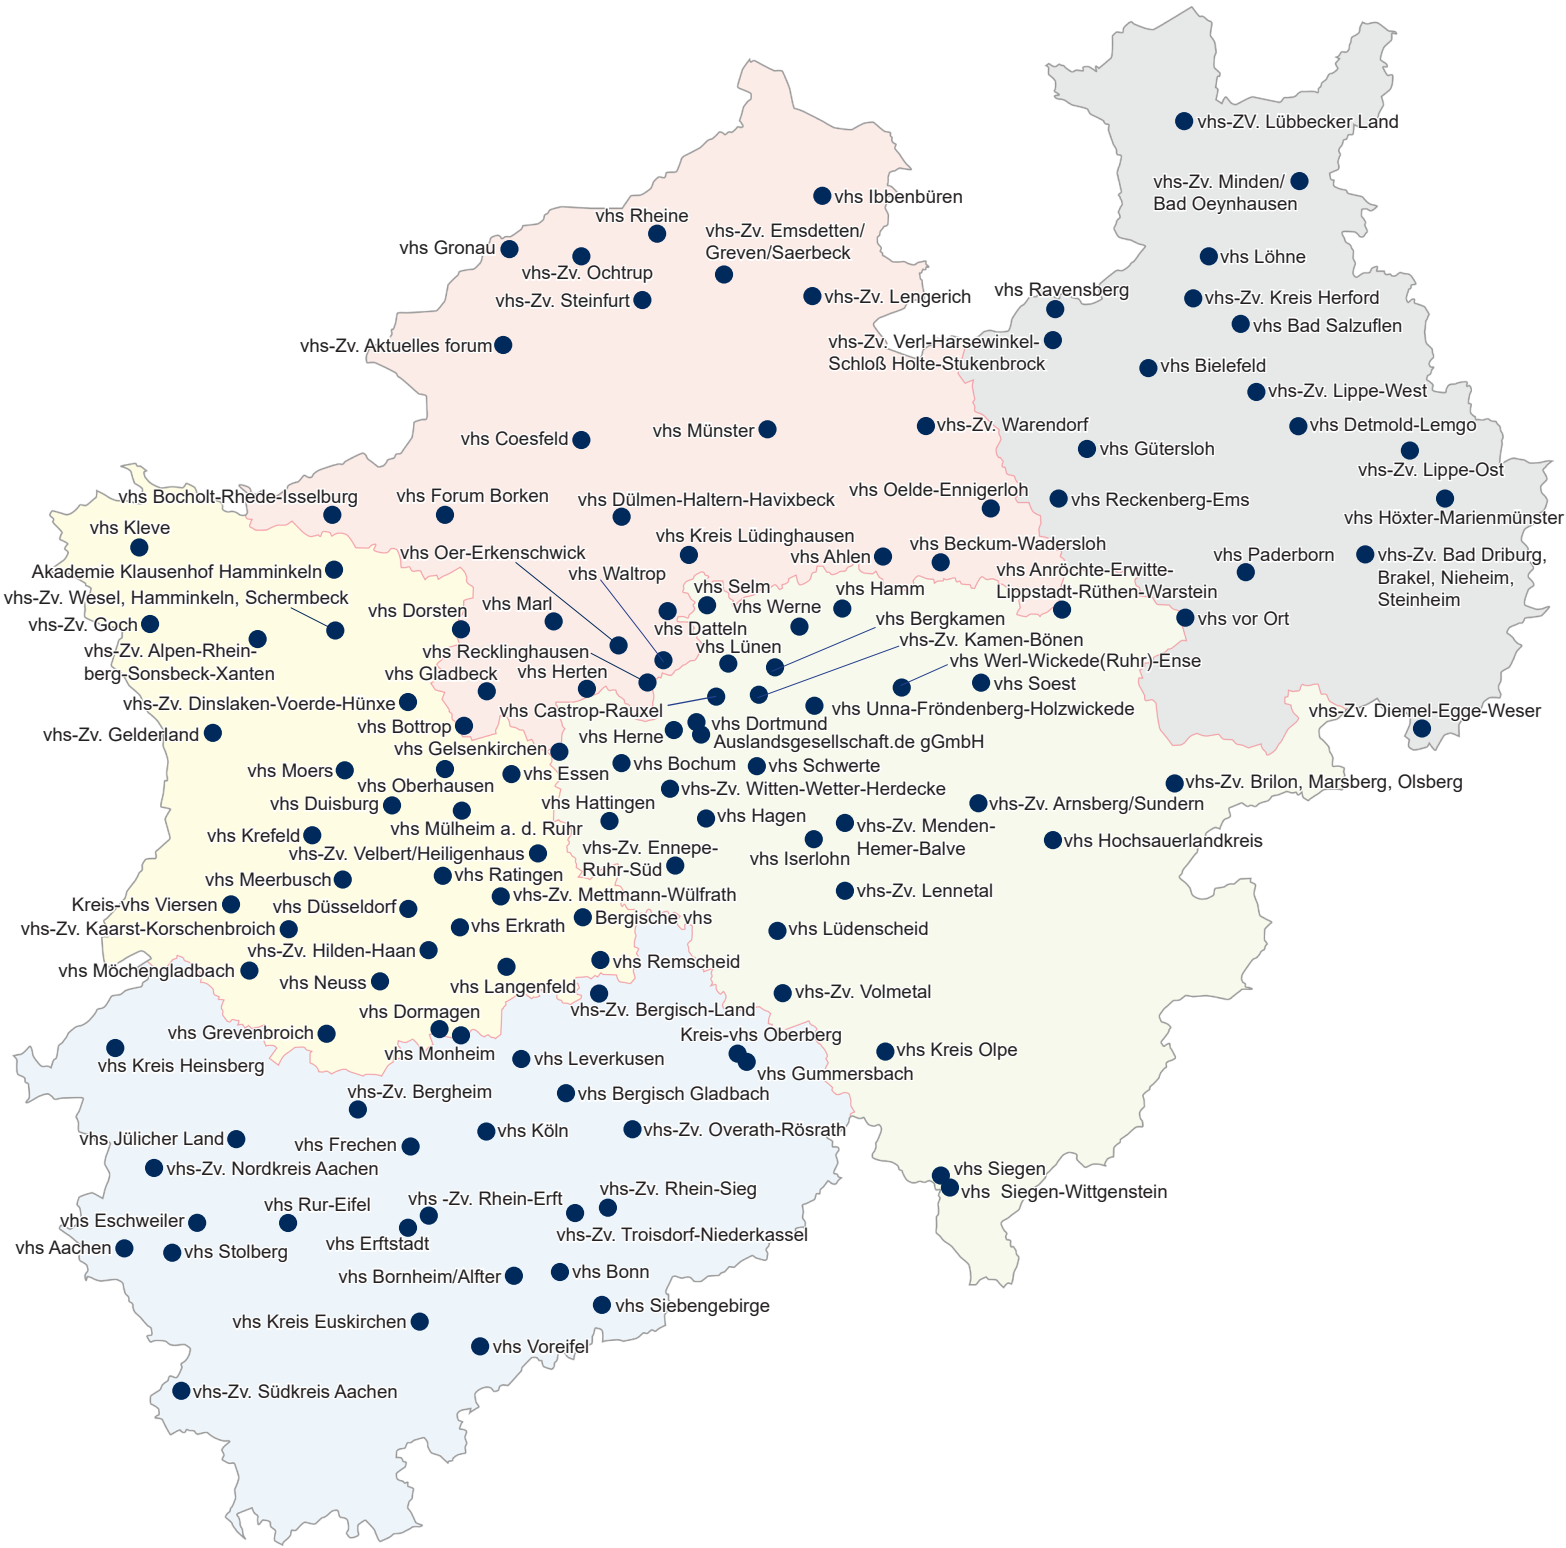 vhs-ZV. Lübbecker Land
vhs-Zv. Minden/
Bad Oeynhausen
vhs Ibbenbüren
vhs Rheine
vhs-Zv. Emsdetten/
Greven/Saerbeck
vhs Gronau
vhs-Zv. Ochtrup
vhs Löhne
vhs-Zv. Steinfurt
vhs-Zv. Lengerich
vhs Ravensberg
vhs-Zv. Kreis Herford
vhs Bad Salzuflen
vhs-Zv. Aktuelles forum
vhs-Zv. Verl-Harsewinkel-
Schloß Holte-Stukenbrock
vhs Bielefeld
vhs-Zv. Lippe-West
vhs Coesfeld
vhs Münster
vhs-Zv. Warendorf
vhs Detmold-Lemgo
vhs Gütersloh
vhs-Zv. Lippe-Ost
vhs Bocholt-Rhede-Isselburg
vhs Forum Borken
vhs Dülmen-Haltern-Havixbeck
vhs Oelde-Ennigerloh
vhs Reckenberg-Ems
vhs Höxter-Marienmünster
vhs Kleve
vhs Kreis Lüdinghausen
vhs Oer-Erkenschwick
vhs Ahlen
vhs Beckum-Wadersloh
vhs Paderborn
vhs-Zv. Bad Driburg,
Brakel, Nieheim,
Steinheim
Akademie Klausenhof Hamminkeln
vhs Waltrop
vhs Anröchte-Erwitte-
Lippstadt-Rüthen-Warstein
vhs-Zv. Wesel, Hamminkeln, Schermbeck
vhs Selm
vhs Hamm
vhs Dorsten
vhs Marl
vhs Werne
vhs-Zv. Goch
vhs Datteln
vhs Bergkamen
vhs vor Ort
vhs-Zv. Alpen-Rhein-
berg-Sonsbeck-Xanten
vhs Recklinghausen
vhs Lünen
vhs-Zv. Kamen-Bönen
vhs Gladbeck
vhs Herten
vhs Werl-Wickede(Ruhr)-Ense
vhs Soest
vhs-Zv. Dinslaken-Voerde-Hünxe
vhs Castrop-Rauxel
vhs Unna-Fröndenberg-Holzwickede
vhs-Zv. Diemel-Egge-Weser
vhs Bottrop
vhs Dortmund
vhs-Zv. Gelderland
vhs Herne
Auslandsgesellschaft.de gGmbH
vhs Gelsenkirchen
vhs Moers
vhs Essen
vhs Bochum
vhs Schwerte
vhs Oberhausen
vhs-Zv. Witten-Wetter-Herdecke
vhs-Zv. Brilon, Marsberg, Olsberg
vhs Duisburg
vhs Hattingen
vhs-Zv. Arnsberg/Sundern
vhs Hagen
vhs Mülheim a. d. Ruhr
vhs-Zv. Menden-
Hemer-Balve
vhs Krefeld
vhs Hochsauerlandkreis
vhs-Zv. Velbert/Heiligenhaus
vhs-Zv. Ennepe-
Ruhr-Süd
vhs Iserlohn
vhs Meerbusch
vhs Ratingen
vhs-Zv. Mettmann-Wülfrath
vhs-Zv. Lennetal
Kreis-vhs Viersen
vhs Düsseldorf
Bergische vhs
vhs-Zv. Kaarst-Korschenbroich
vhs Erkrath
vhs Lüdenscheid
vhs-Zv. Hilden-Haan
vhs Möchengladbach
vhs Remscheid
vhs Neuss
vhs Langenfeld
vhs-Zv. Volmetal
vhs-Zv. Bergisch-Land
vhs Dormagen
vhs Grevenbroich
Kreis-vhs Oberberg
vhs Monheim
vhs Leverkusen
vhs Kreis Olpe
vhs Kreis Heinsberg
vhs Gummersbach
vhs-Zv. Bergheim
vhs Bergisch Gladbach
vhs Jülicher Land
vhs Frechen
vhs Köln
vhs-Zv. Overath-Rösrath
vhs-Zv. Nordkreis Aachen
vhs Siegen
vhs  Siegen-Wittgenstein
vhs Rur-Eifel
vhs -Zv. Rhein-Erft
vhs-Zv. Rhein-Sieg
vhs Eschweiler
vhs Erftstadt
vhs-Zv. Troisdorf-Niederkassel
vhs Aachen
vhs Stolberg
vhs Bornheim/Alfter
vhs Bonn
vhs Siebengebirge
vhs Kreis Euskirchen
vhs Voreifel
vhs-Zv. Südkreis Aachen